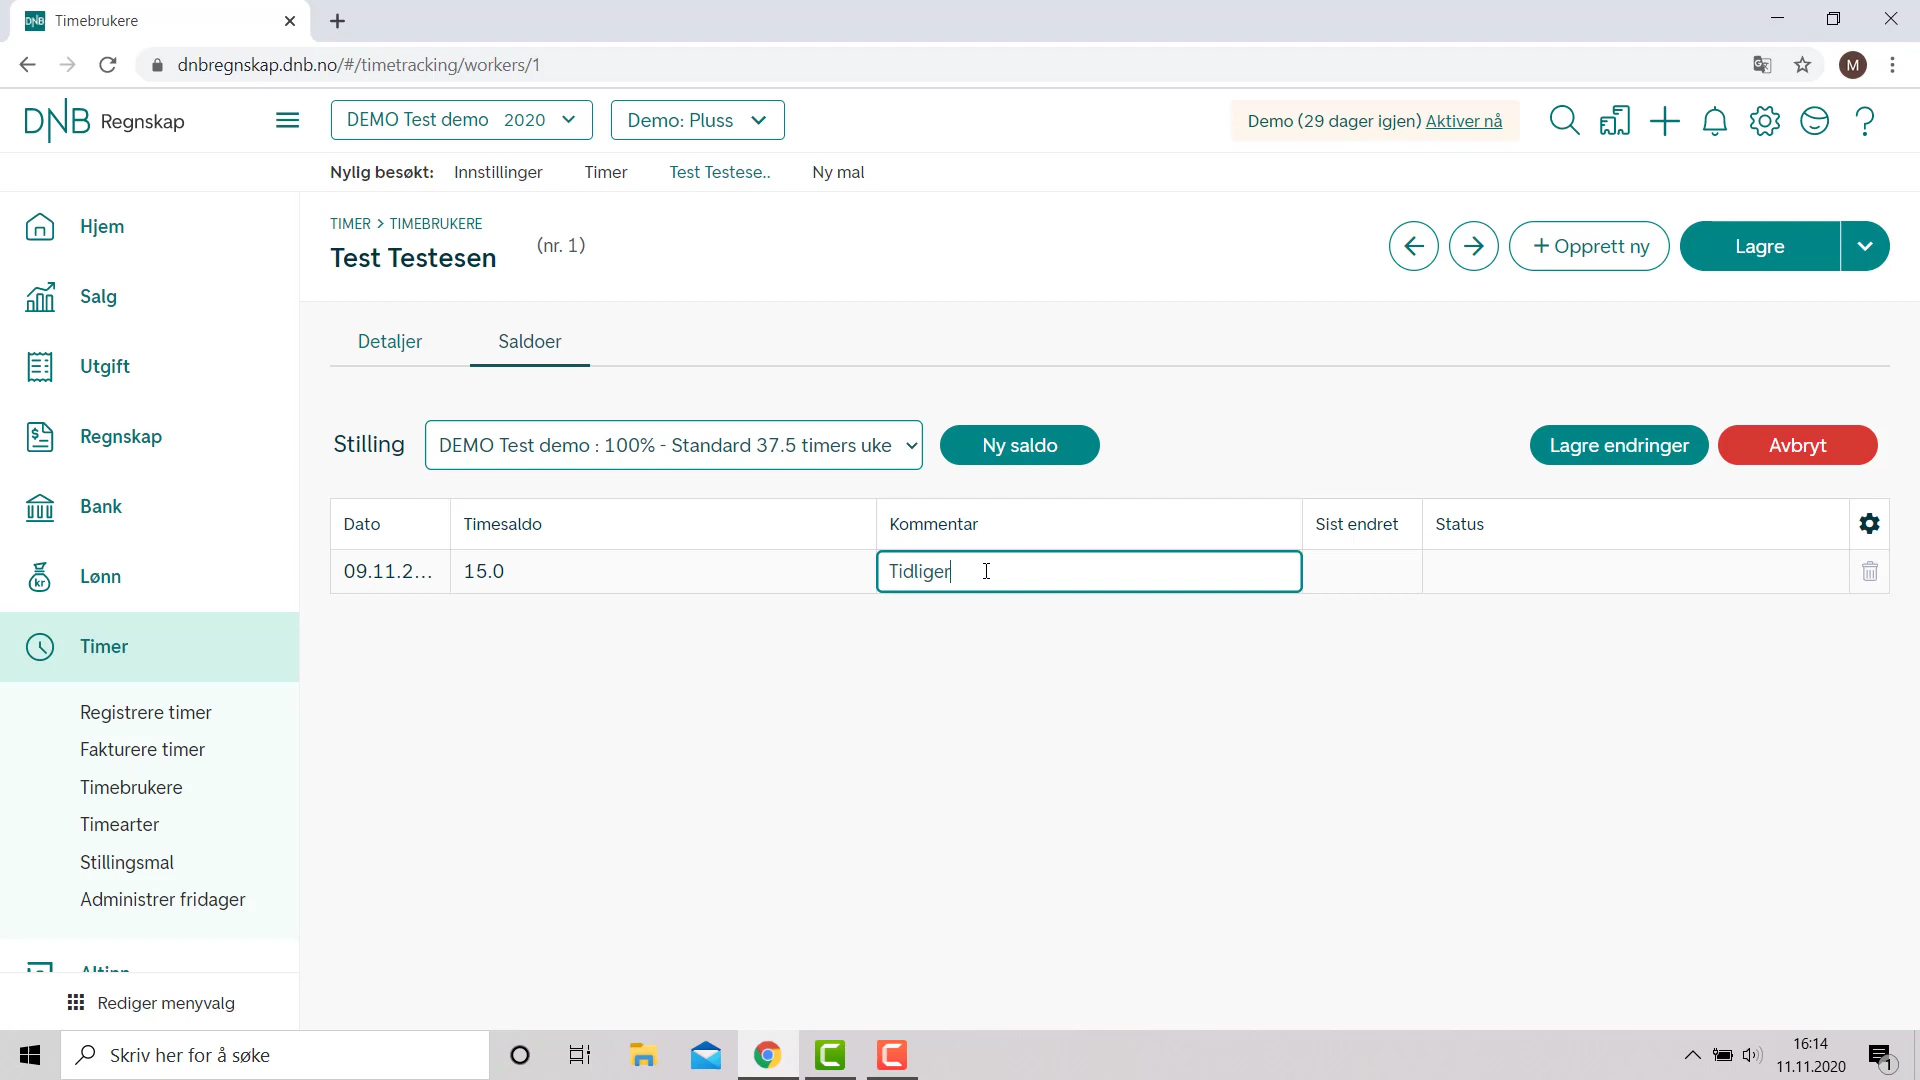 DNB Timebrukere
dnbregnskap.dnb.no/#/timetracking/workers/1
M
DNB Regnskap
DEMO Test demo 2020
Demo: Pluss
Demo (29 dager igjen) Aktiver nå
Nylig besøkt: Innstillinger Timer Test Testese.. Ny mal
Hjem
Salg
Utgift
Regnskap
Bank
kr
Lønn
Timer
Registrere timer
Fakturere timer
Timebrukere
Timearter
Stillingsmal
Administrer fridager
Altinn
Rediger menyvalg
TIMER > TIMEBRUKERE
Test Testesen (nr. 1)
+ Opprett ny
Lagre
Detaljer Saldoer
Stilling DEMO Test demo : 100% - Standard 37.5 timers uke
Ny saldo
Lagre endringer
Avbryt
Dato Timesaldo Kommentar Sist endret Status
09.11.2... 15.0 Tidliger
Skriv her for å søke
16:14
11.11.2020
1